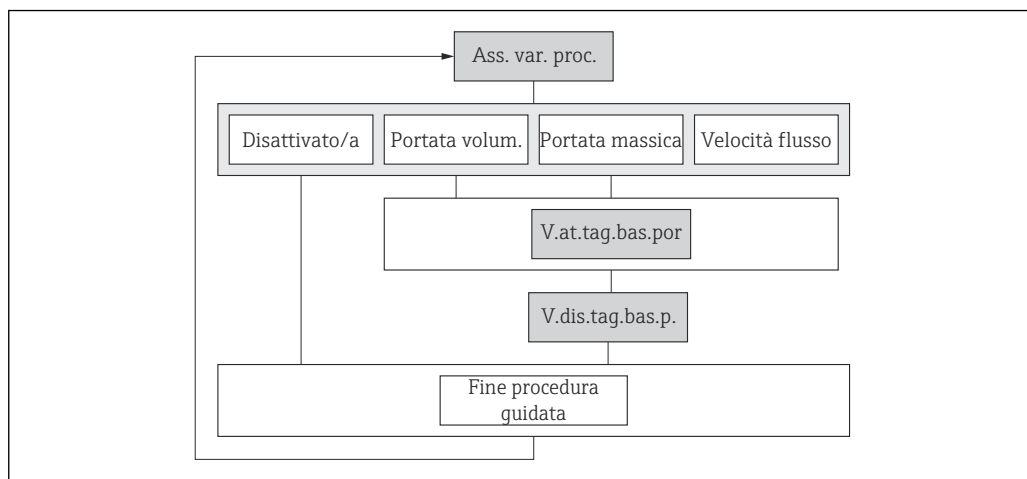 Ass. var. proc.
Disattivato/a
Portata volum.
Portata massica
Velocità flusso
V.at.tag.bas.por
V.dis.tag.bas.p.
Fine procedura
guidata